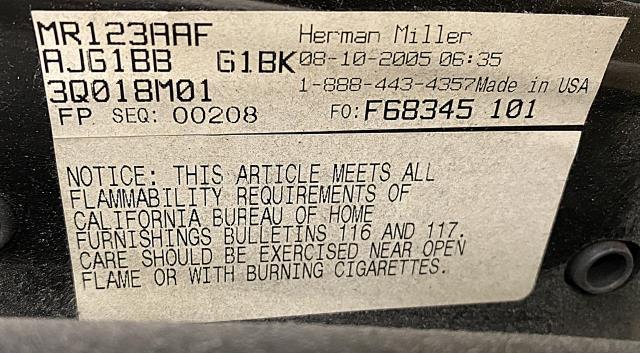 MR123AAF Herman Miller
AJG1BB G1BK 08-10-2005 06:35
3Q018M01 1-888-443-4357 Made in USA
FP SEQ: 00208 FO: F68345 101
NOTICE: THIS ARTICLE MEETS ALL
FLAMMABILITY REQUIREMENTS OF
CALIFORNIA BUREAU OF HOME
FURNISHINGS BULLETINS 116 AND 117.
CARE SHOULD BE EXERCISED NEAR OPEN
FLAME OR WITH BURNING CIGARETTES.